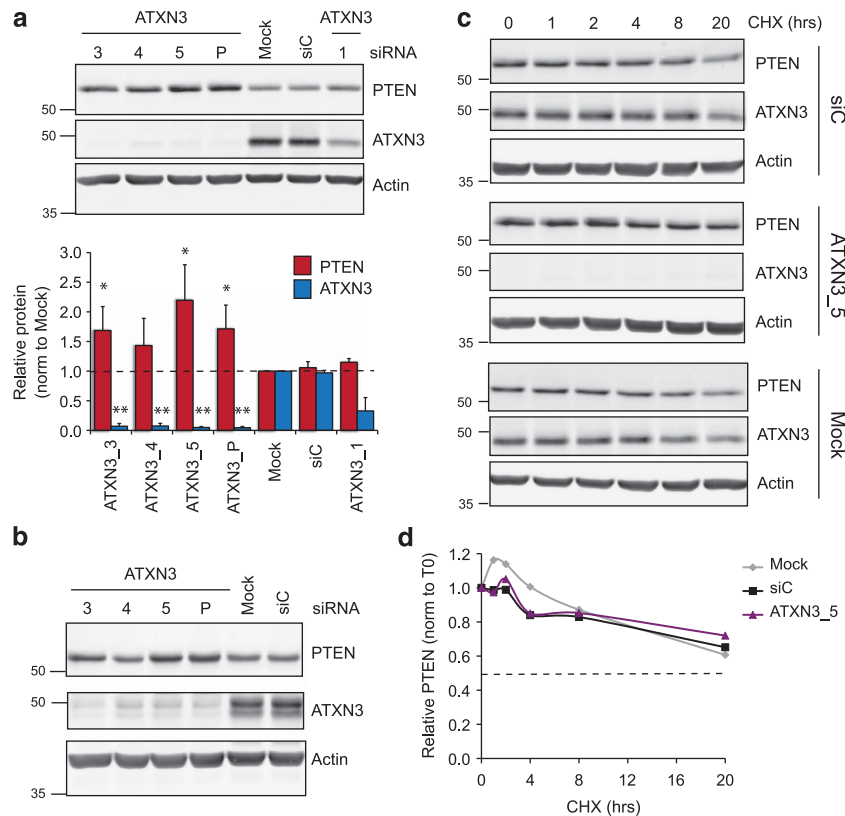 a
ATXN3
ATXN3
3 4 5 P Mock siC 1 siRNA
PTEN
50
50
ATXN3
Actin
35
Relative protein
(norm to Mock)
3.0
2.5
2.0
1.5
1.0
0.5
0.0
PTEN
ATXN3
* * *
** ** ** **
ATXN3_3 ATXN3_4 ATXN3_5 ATXN3_P Mock siC ATXN3_1
b
ATXN3
3 4 5 P Mock siC siRNA
PTEN
50
50
ATXN3
Actin
35
c
0 1 2 4 8 20 CHX (hrs)
PTEN
50
50
ATXN3
Actin
35
siC
PTEN
50
50
ATXN3
Actin
35
ATXN3_5
PTEN
50
50
ATXN3
Actin
35
Mock
d
Relative PTEN (norm to T0)
1.2
1.0
0.8
0.6
0.4
0.2
0.0
0 4 8 12 16 20
CHX (hrs)
Mock
siC
ATXN3_5